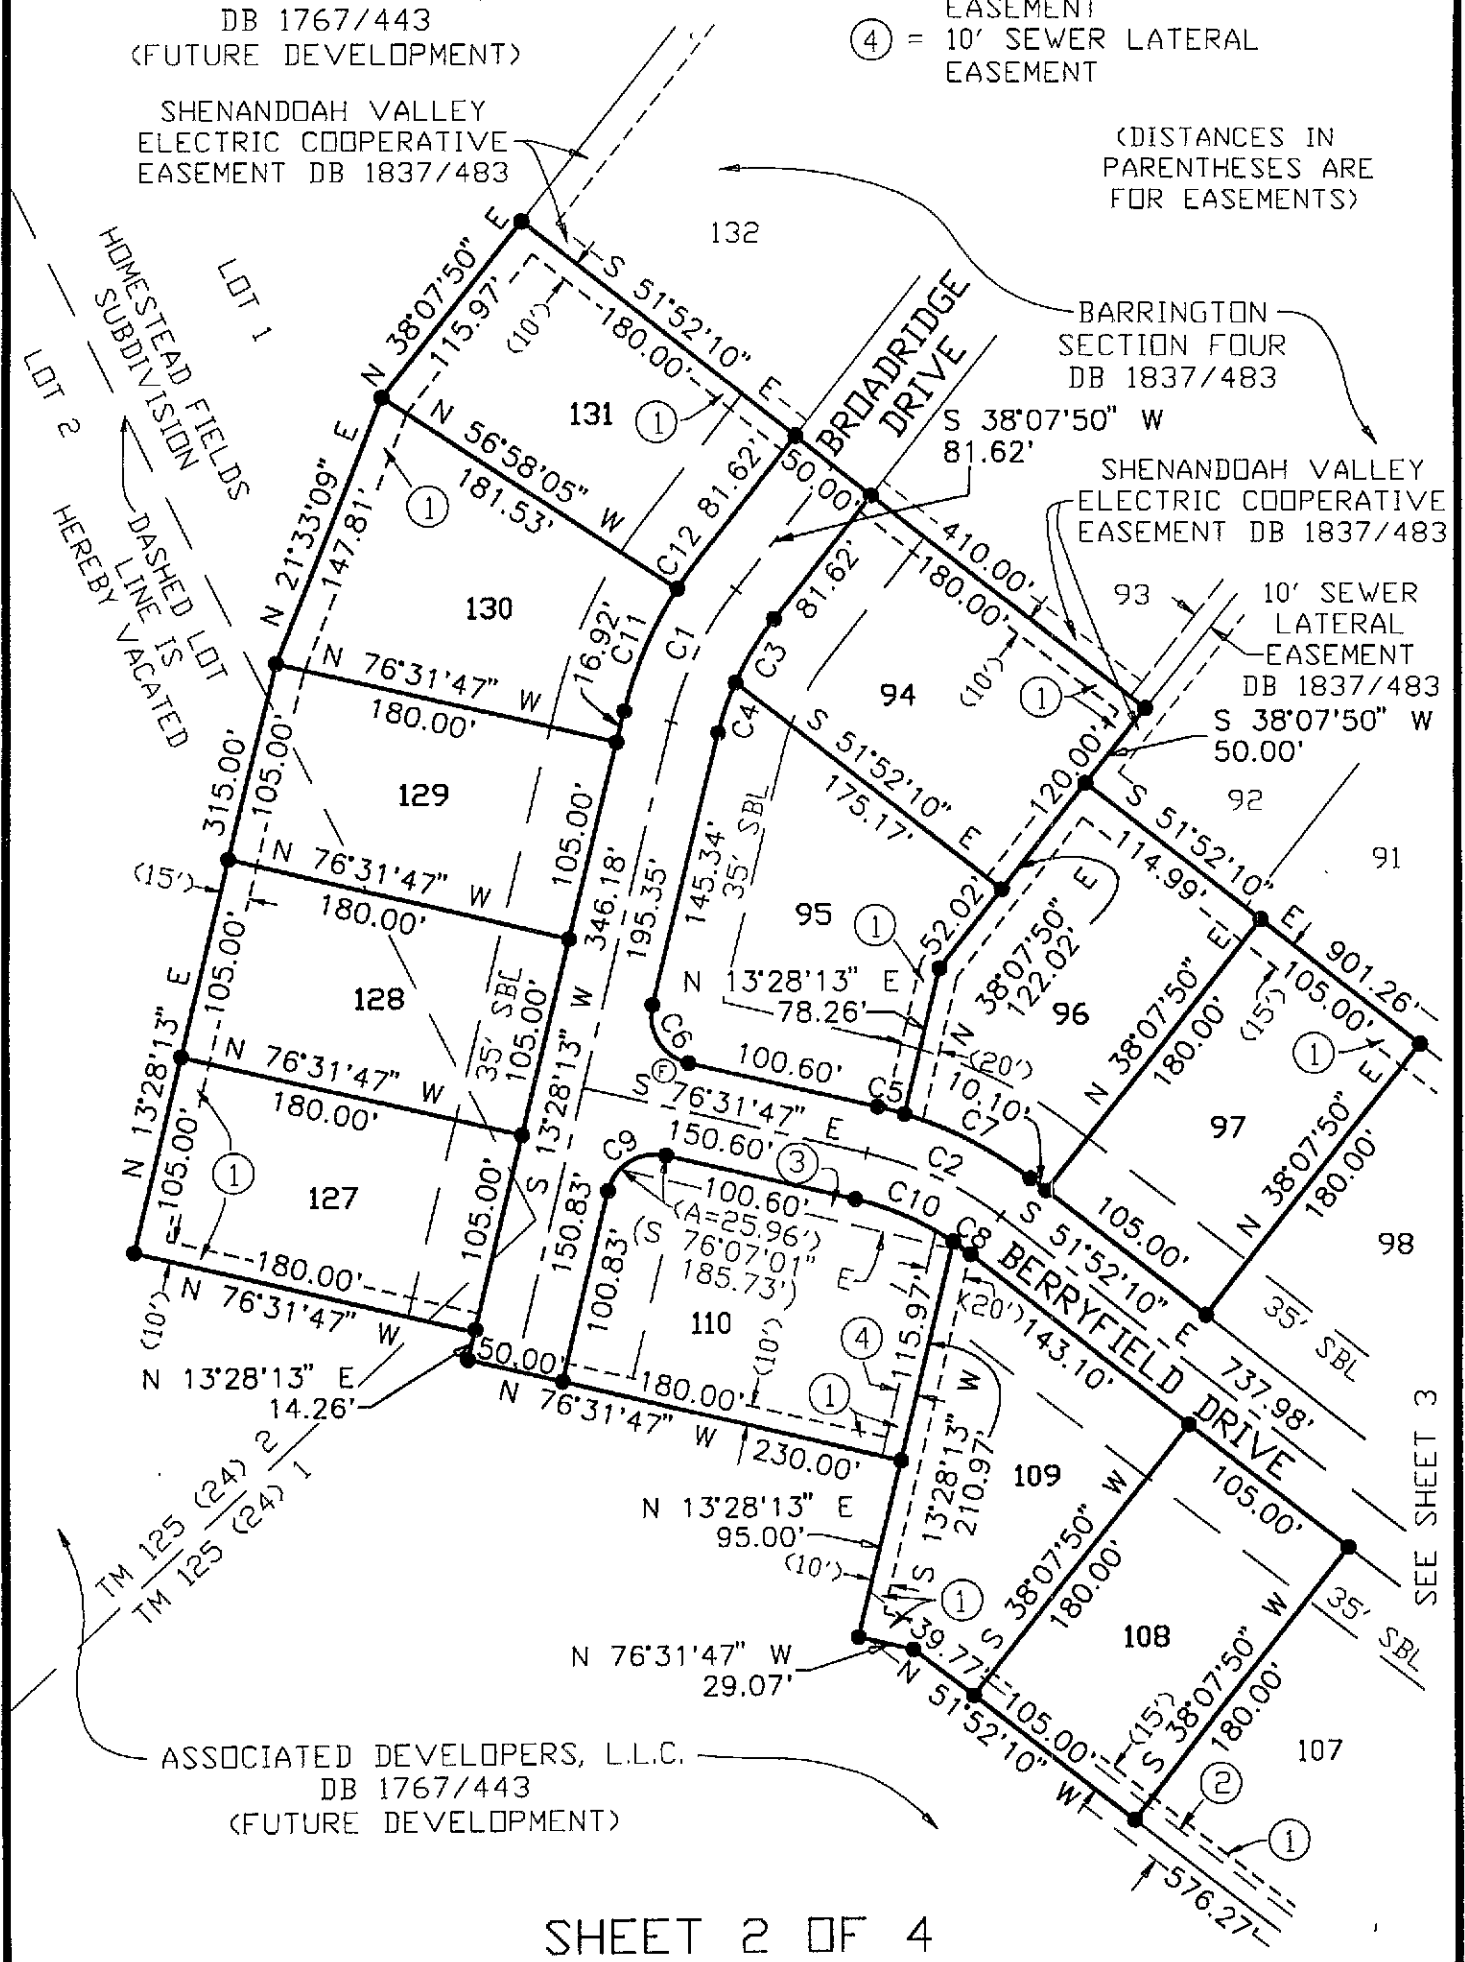 DB 1767/443
(FUTURE DEVELOPMENT)
EASEMENT
④ = 10' SEWER LATERAL
EASEMENT
SHENANDOAH VALLEY
ELECTRIC COOPERATIVE
EASEMENT DB 1837/483
(DISTANCES IN
PARENTHESES ARE
FOR EASEMENTS)
132
HOMESTEAD FIELDS
SUBDIVISION
LOT 1
LOT 2
DASHED LOT
LINE IS
HEREBY VACATED
N 38°07'50" E
115.97'
S 51°52'10" E
180.00'
(10')
131
①
BROADRIDGE
DRIVE
BARRINGTON
SECTION FOUR
DB 1837/483
S 38°07'50" W
81.62'
SHENANDOAH VALLEY
ELECTRIC COOPERATIVE
EASEMENT DB 1837/483
N 56°58'05" W
181.53'
C12 81.62'
50.00'
410.00'
180.00'
81.62'
N 21°33'09" E
147.81'
①
130
16.92'
C11
C1
C3
C4
94
(10')
①
93
10' SEWER
LATERAL
EASEMENT
DB 1837/483
S 38°07'50" W
50.00'
120.00'
N 76°31'47" W
180.00'
315.00'
105.00'
129
105.00'
S 51°52'10" E
175.17'
35' SBL
145.34'
92
91
S 51°52'10" E
114.99'
(15')
N 76°31'47" W
180.00'
346.18'
195.35'
95
①
52.02'
N 38°07'50" E
122.02'
901.26'
105.00'
105.00'
128
35' SBL
105.00'
N 13°28'13" E
78.26'
96
N 38°07'50" E
180.00'
(15')
①
N 13°28'13" E
N 76°31'47" W
180.00'
S 13°28'13" W
C6
Ⓕ
100.60'
C5
(20')
10.10'
C7
97
N 38°07'50" E
180.00'
S 76°31'47" E
150.60'
C2
105.00'
①
127
105.00'
150.83'
C9
③
100.60'
(A=25.96')
(S 76°07'01" E
185.73')
C10
C8
S 51°52'10" E
105.00'
98
BERRYFIELD DRIVE
35' SBL
180.00'
N 76°31'47" W
(10')
100.83'
110
(10')
④
115.97'
(20')
143.10'
737.98'
N 13°28'13" E
14.26'
50.00'
180.00'
①
N 76°31'47" W
230.00'
TM 125 (24) 2
TM 125 (24) 1
S 13°28'13" W
210.97'
109
105.00'
SEE SHEET 3
N 13°28'13" E
95.00'
(10')
①
S 38°07'50" W
180.00'
35' SBL
N 76°31'47" W
29.07'
39.77'
108
S 38°07'50" W
180.00'
N 51°52'10" W
105.00'
(15')
107
②
①
576.27'
ASSOCIATED DEVELOPERS, L.L.C.
DB 1767/443
(FUTURE DEVELOPMENT)
SHEET 2 OF 4